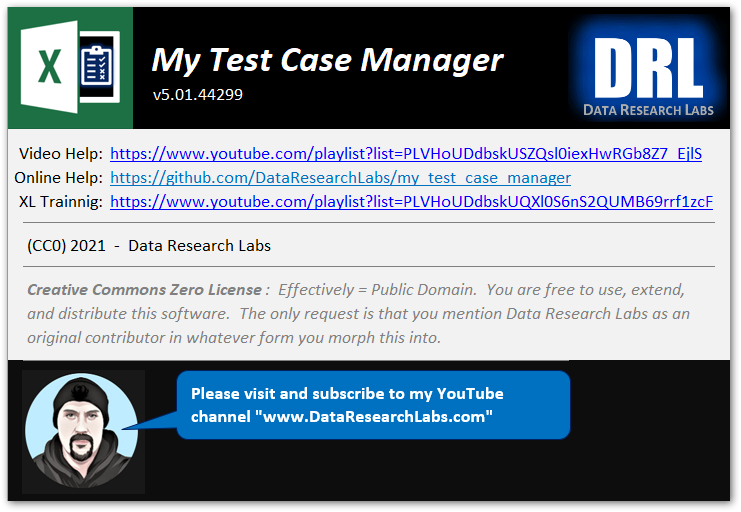 X
My Test Case Manager
v5.01.44299
DRL
DATA RESEARCH LABS
Video Help: https://www.youtube.com/playlist?list=PLVHoUDdbskUSZQsl0iexHwRGb8Z7_EjlS
Online Help: https://github.com/DataResearchLabs/my_test_case_manager
XL Trainnig: https://www.youtube.com/playlist?list=PLVHoUDdbskUQXl0S6nS2QUMB69rrf1zcF
(CC0) 2021 - Data Research Labs
Creative Commons Zero License : Effectively = Public Domain. You are free to use, extend,
and distribute this software. The only request is that you mention Data Research Labs as an
original contributor in whatever form you morph this into.
Please visit and subscribe to my YouTube
channel "www.DataResearchLabs.com"